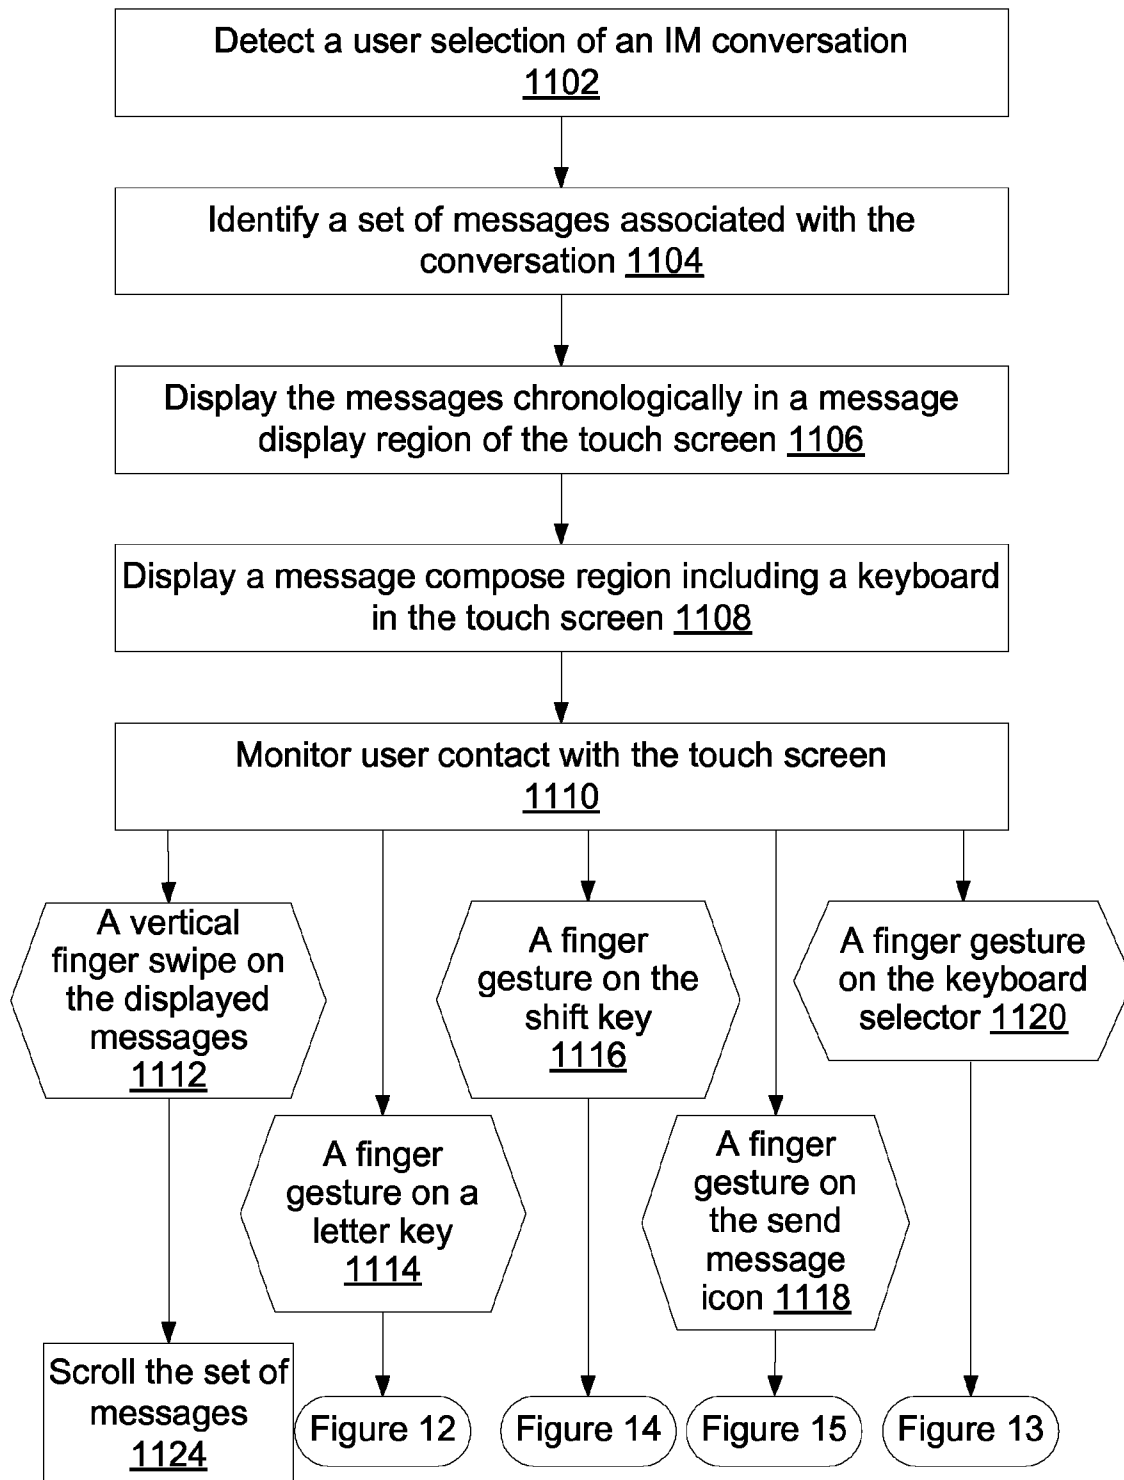 Detect a user selection of an IM conversation
1102
Identify a set of messages associated with the
conversation 1104
Display the messages chronologically in a message
display region of the touch screen 1106
Display a message compose region including a keyboard
in the touch screen 1108
Monitor user contact with the touch screen
1110
A vertical
finger swipe on
the displayed
messages
1112
A finger
gesture on a
letter key
1114
A finger
gesture on the
shift key
1116
A finger
gesture on
the send
message
icon 1118
A finger gesture
on the keyboard
selector 1120
Scroll the set of
messages
1124
Figure 12
Figure 14
Figure 15
Figure 13